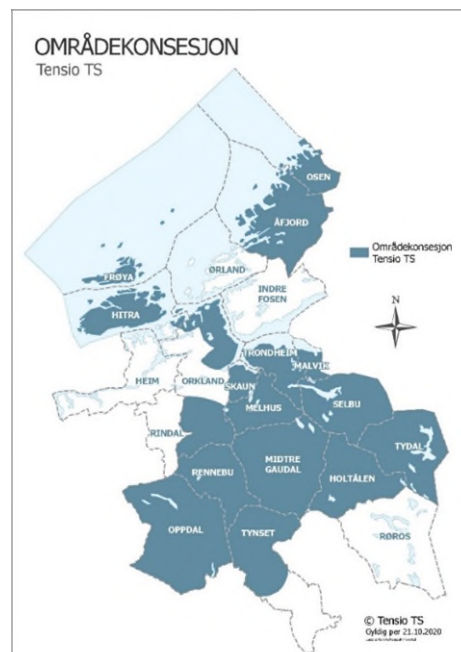 OMRÅDEKONSESJON
Tensio TS
OSEN
ÅFJORD
Områdekonsesjon
Tensio TS
ØRLAND
FRØYA
INDRE
FOSEN
HITRA
N
TRONDHEIM
MALVIK
HEIM
ORKLAND
SKAUN
SELBU
MELHUS
RINDAL
TYDAL
MIDTRE
GAUDAL
RENNEBU
HOLTÅLEN
OPPDAL
TYNSET
RØROS
© Tensio TS
Gyldig per 21.10.2020